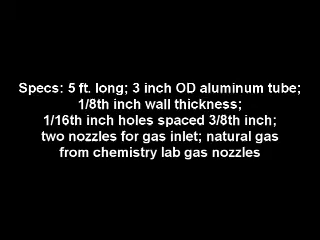 Specs: 5 ft. long; 3 inch OD aluminum tube;
1/8th inch wall thickness;
1/16th inch holes spaced 3/8th inch;
two nozzles for gas inlet; natural gas
from chemistry lab gas nozzles